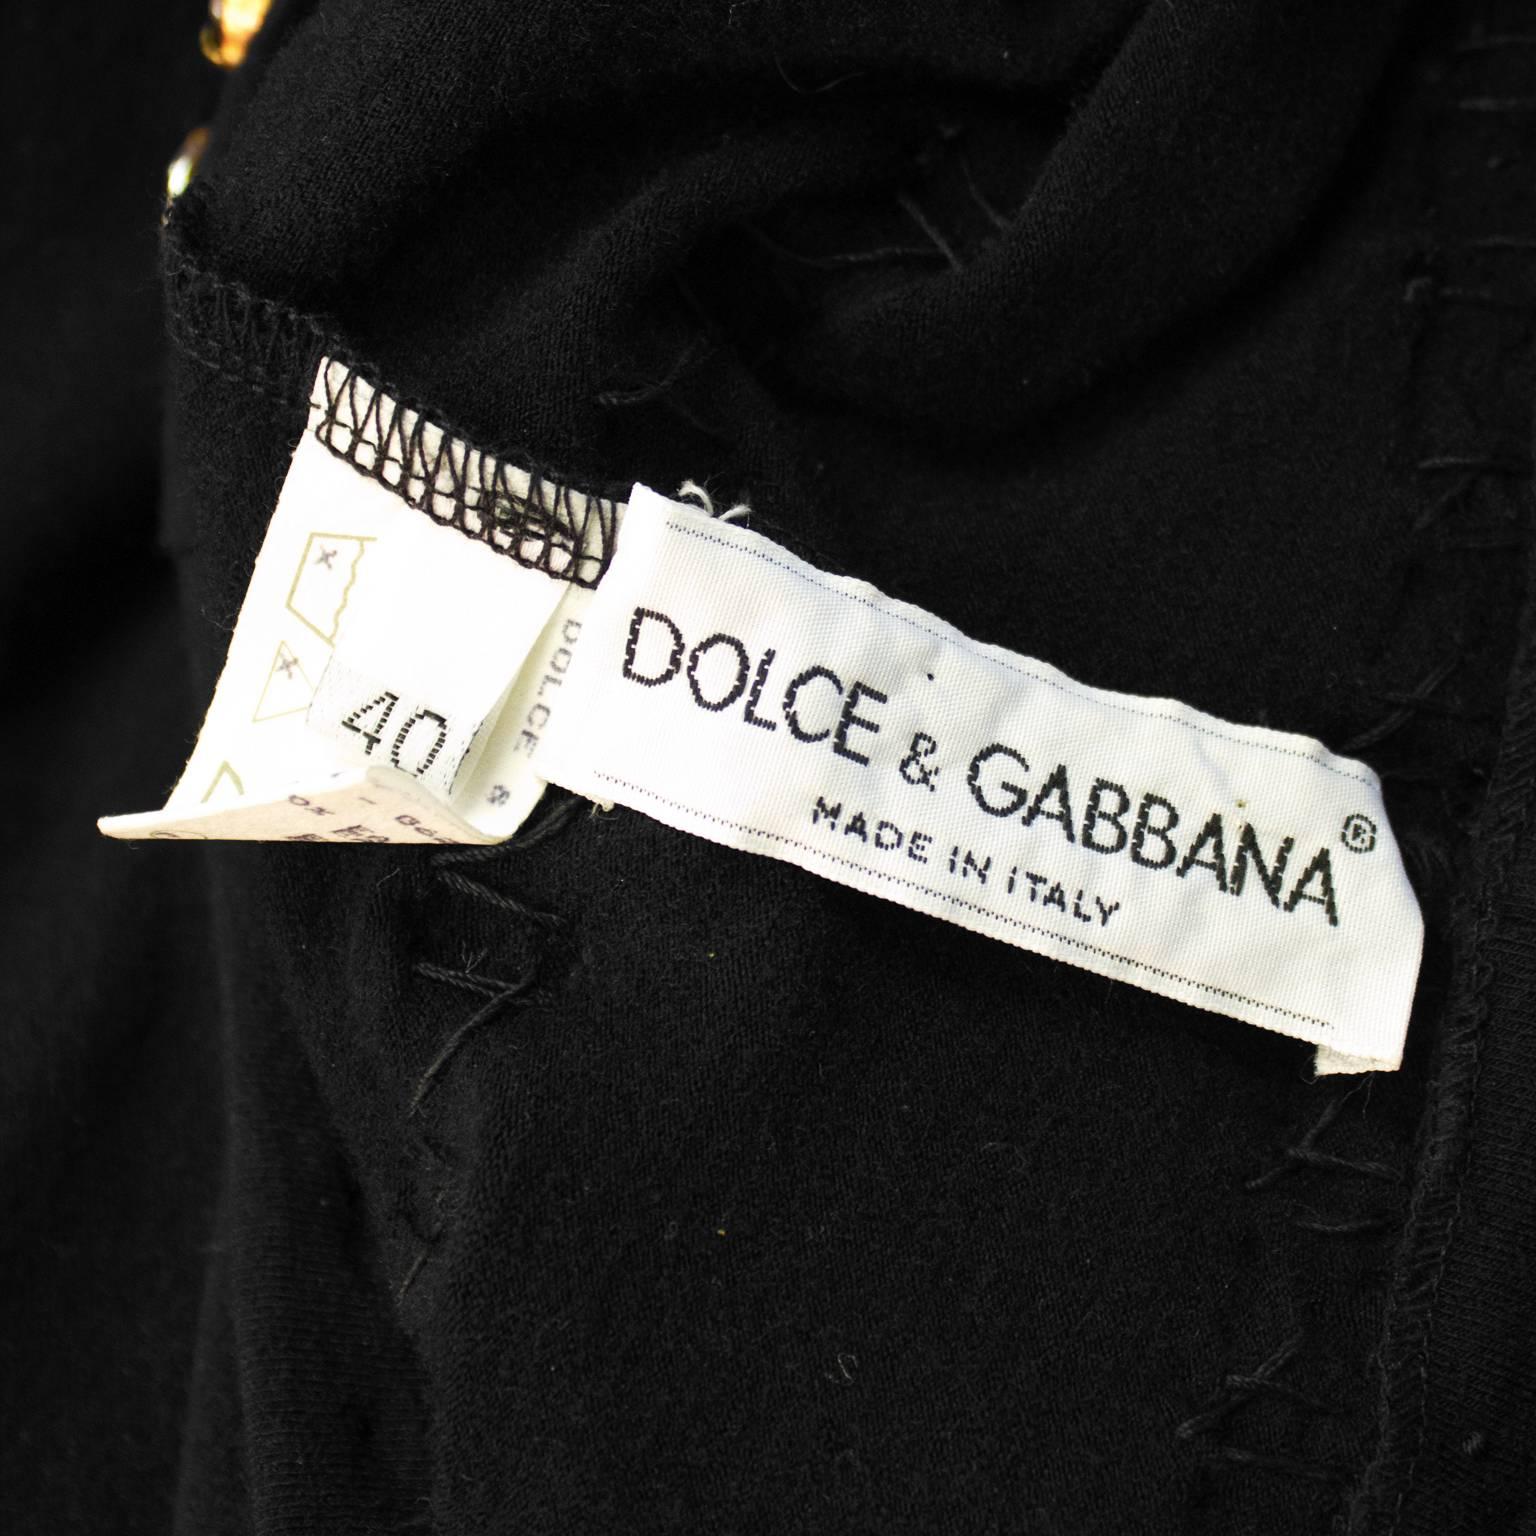 DOLCE & GABBANA®
MADE IN ITALY
40
DOLCE &